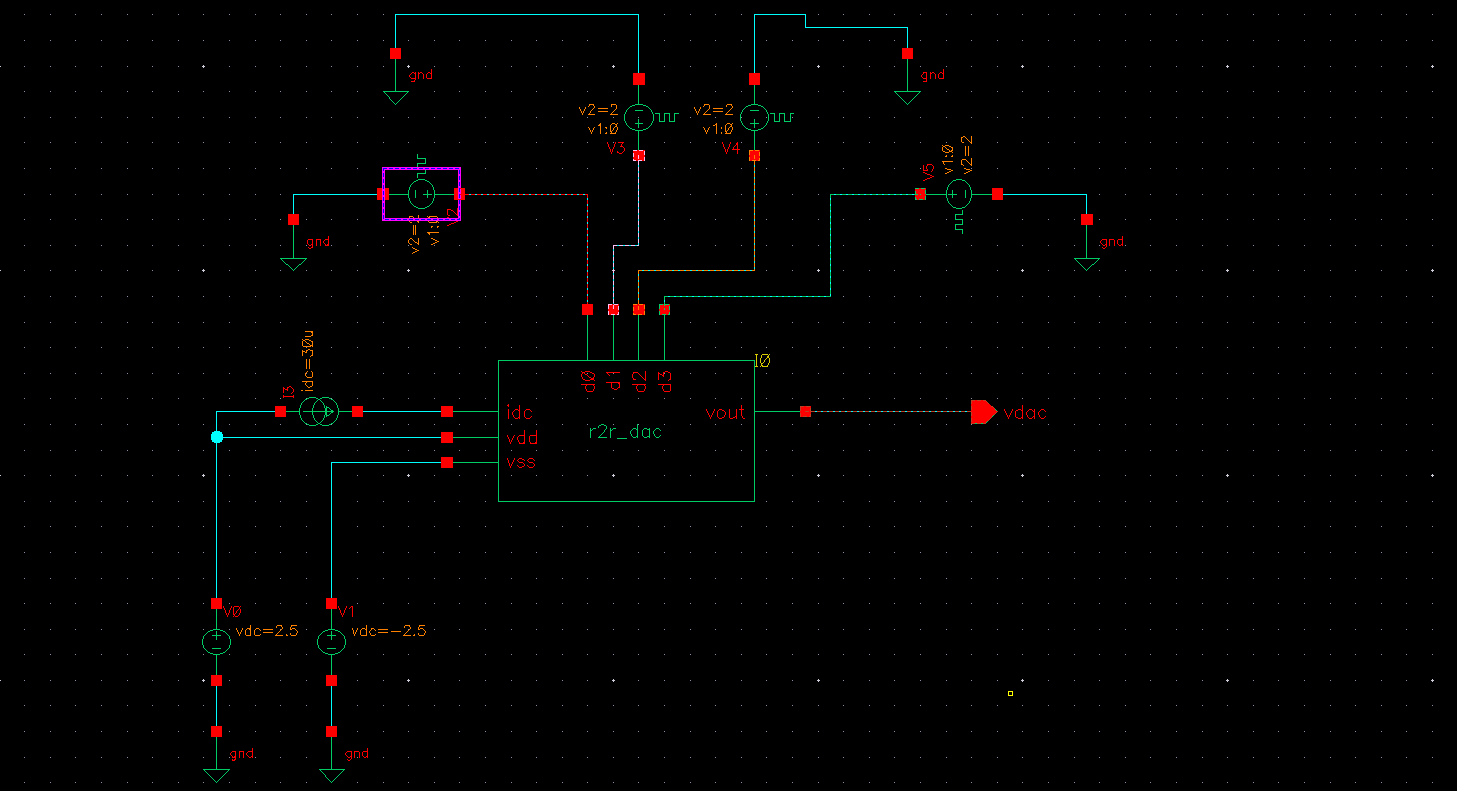 gnd
gnd
v2=2
v1:0
V3
v2=2
v1:0
V4
V5
v1:0
v2=2
V2
v2=2
v1:0
gnd
gnd
I3
idc=30u
I0
d0
d1
d2
d3
idc
vdd
vss
vout
r2r_dac
vdac
V0
vdc=2.5
V1
vdc=-2.5
gnd
gnd